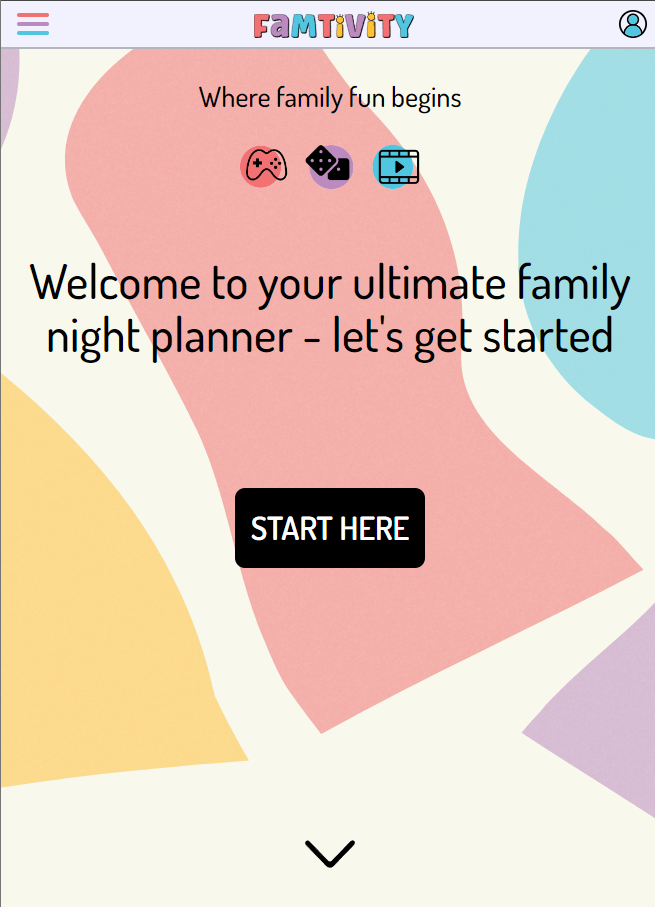 FAMTIVITY
Where family fun begins
Welcome to your ultimate family
night planner - let's get started
START HERE